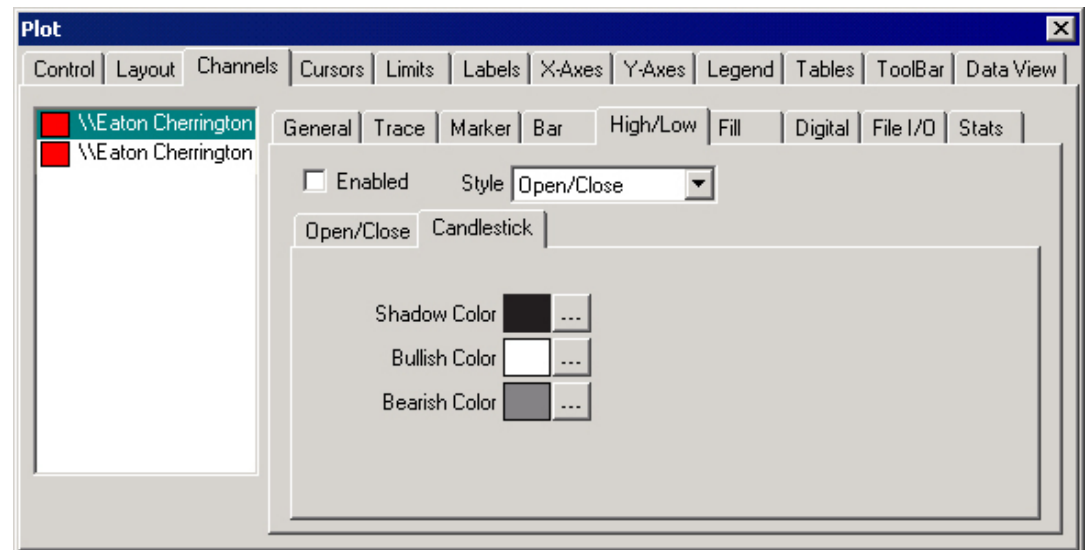 Plot
Control Layout Channels Cursors Limits Labels X-Axes Y-Axes Legend Tables ToolBar Data View
\\Eaton Cherrington
\\Eaton Cherrington
General Trace Marker Bar High/Low Fill Digital File I/O Stats
Enabled Style Open/Close
Open/Close Candlestick
Shadow Color ...
Bullish Color ...
Bearish Color ...